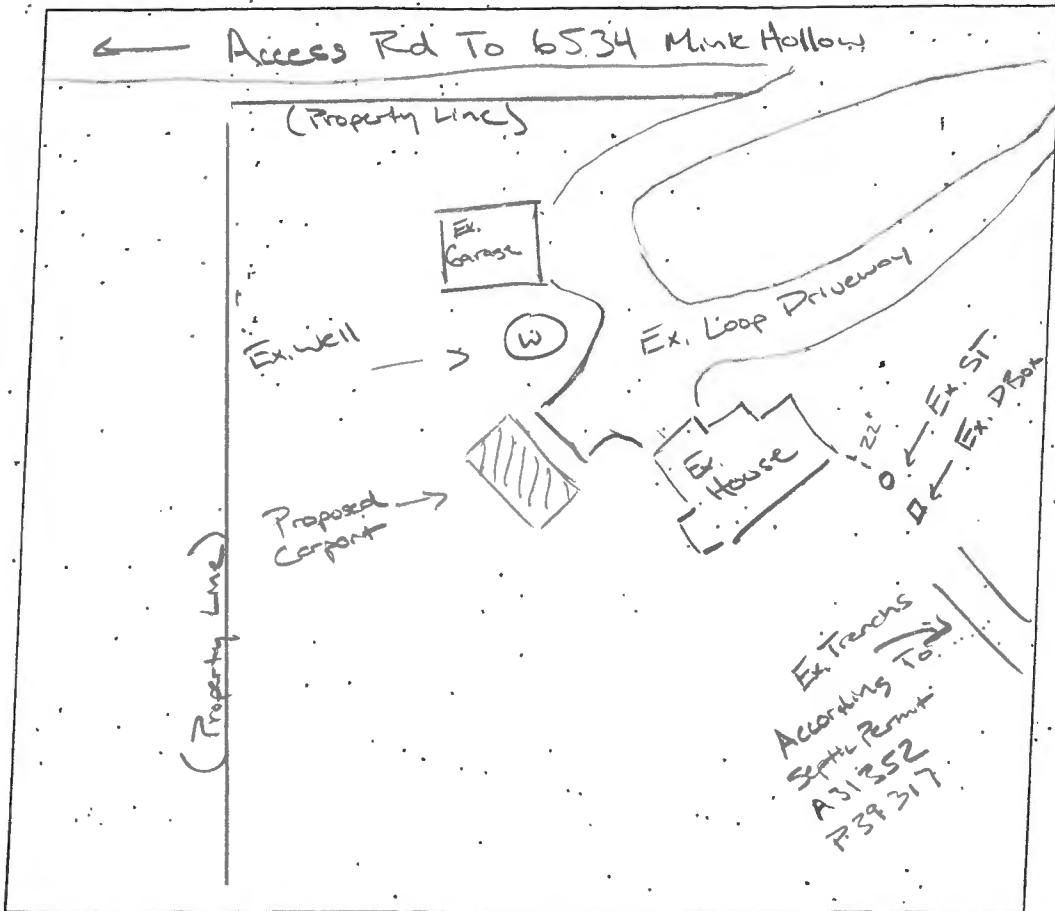 ← Access Rd To 6534 Mink Hollow
(Property Line)
Ex.
Garage
Ex. Well
W
Ex. Loop Driveway
Ex.
House
22'
Ex. ST.
Ex. D Box
Proposed
Carport
(Property Line)
Ex. Trenchs
According To
Septic Permit
A31352
P39317